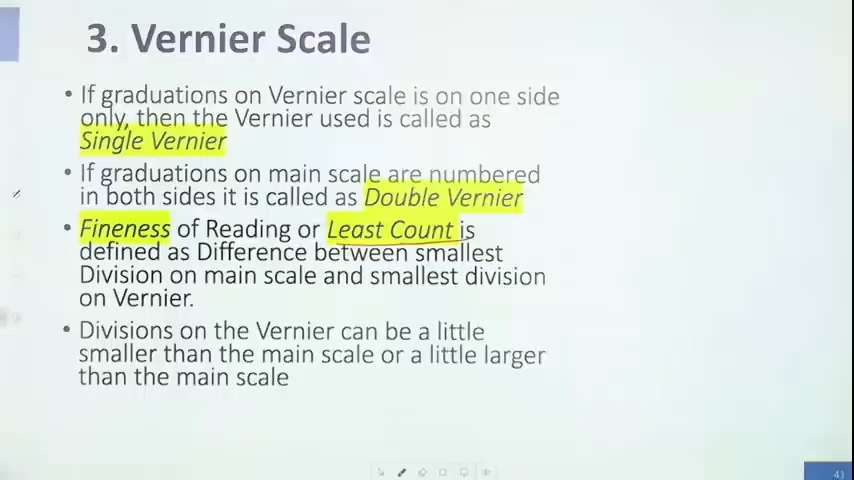 3. Vernier Scale
• If graduations on Vernier scale is on one side
only, then the Vernier used is called as
Single Vernier
• If graduations on main scale are numbered
in both sides it is called as Double Vernier
• Fineness of Reading or Least Count is
defined as Difference between smallest
Division on main scale and smallest division
on Vernier.
• Divisions on the Vernier can be a little
smaller than the main scale or a little larger
than the main scale
41